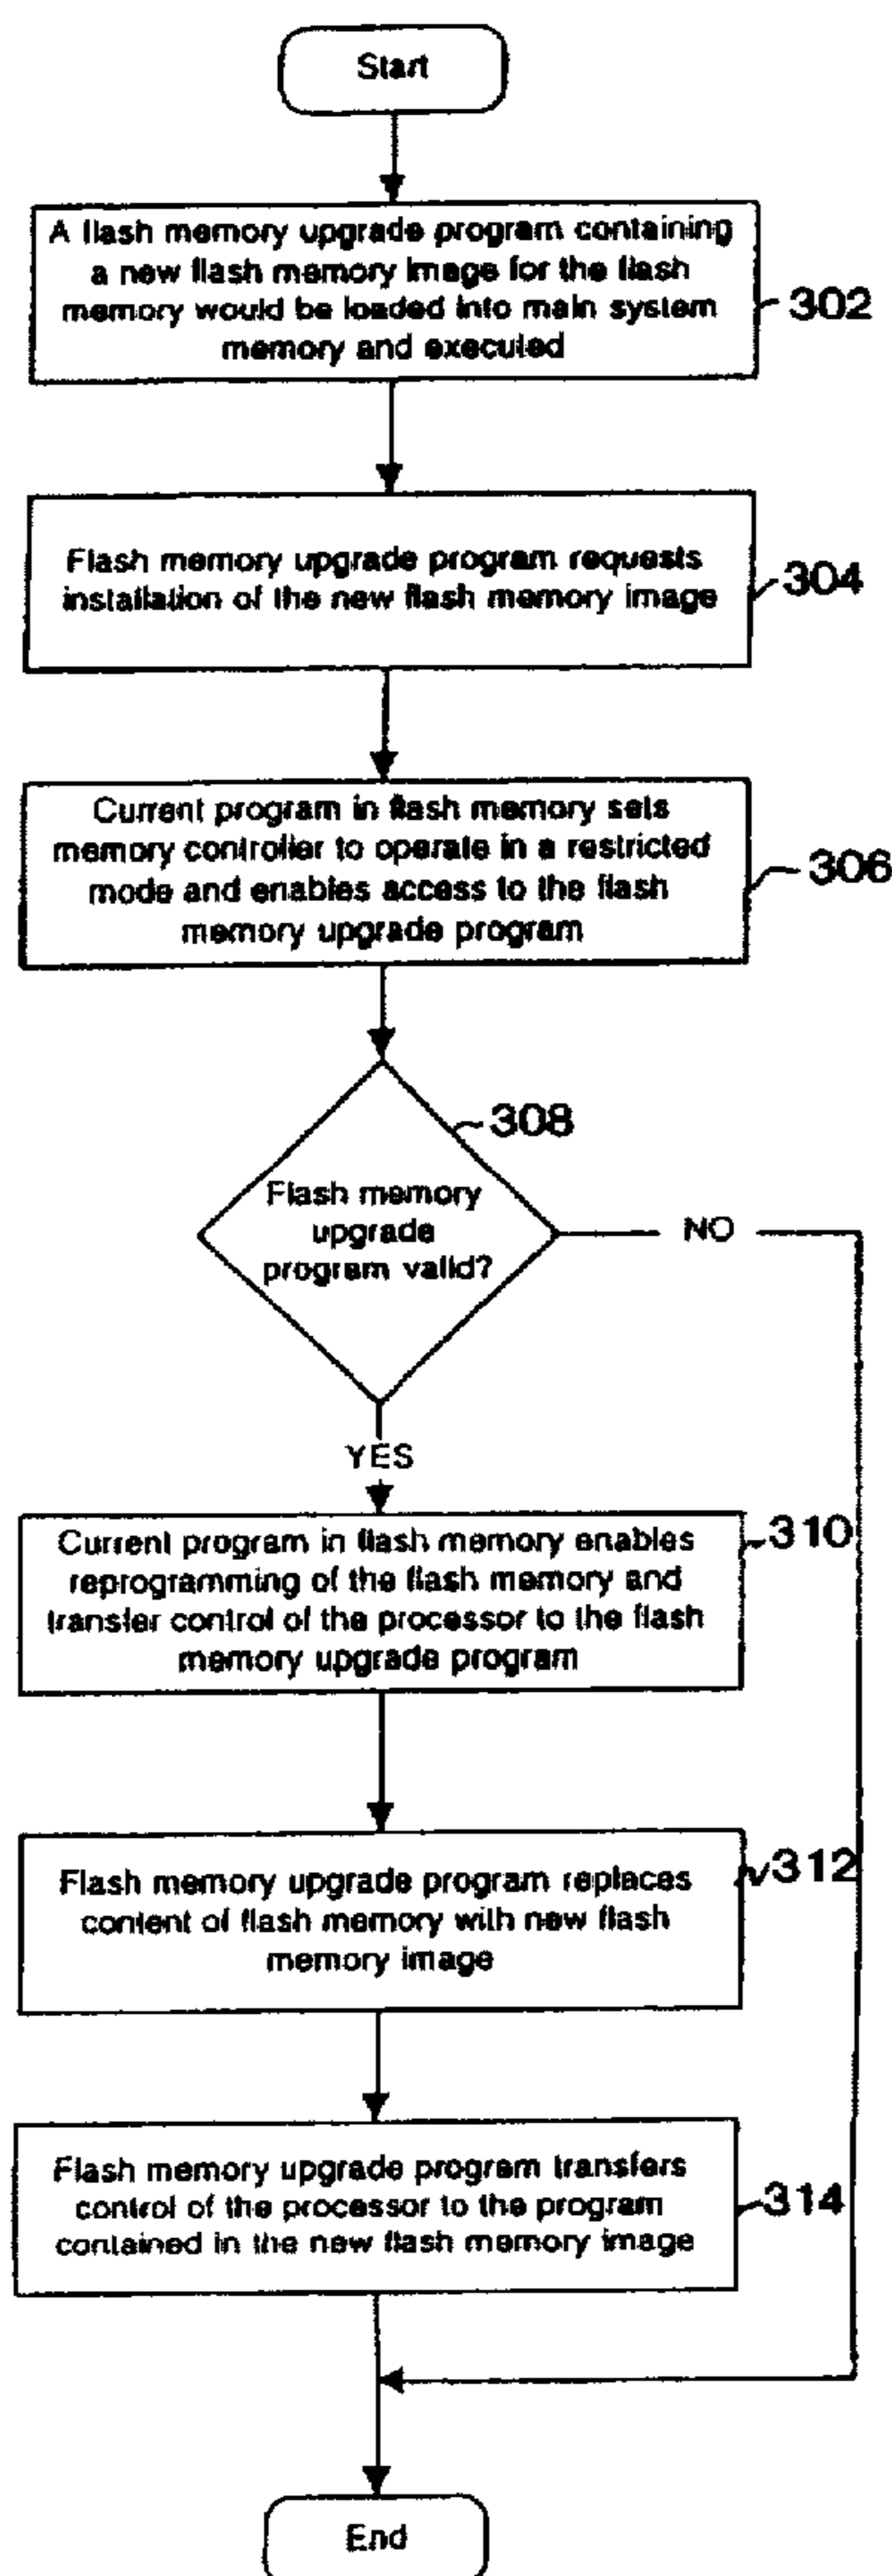 Start
A flash memory upgrade program containing
a new flash memory image for the flash
memory would be loaded into main system
memory and executed
302
Flash memory upgrade program requests
installation of the new flash memory image
304
Current program in flash memory sets
memory controller to operate in a restricted
mode and enables access to the flash
memory upgrade program
306
308
Flash memory
upgrade
program valid?
NO
YES
Current program in flash memory enables
reprogramming of the flash memory and
transfer control of the processor to the flash
memory upgrade program
310
Flash memory upgrade program replaces
content of flash memory with new flash
memory image
312
Flash memory upgrade program transfers
control of the processor to the program
contained in the new flash memory image
314
End